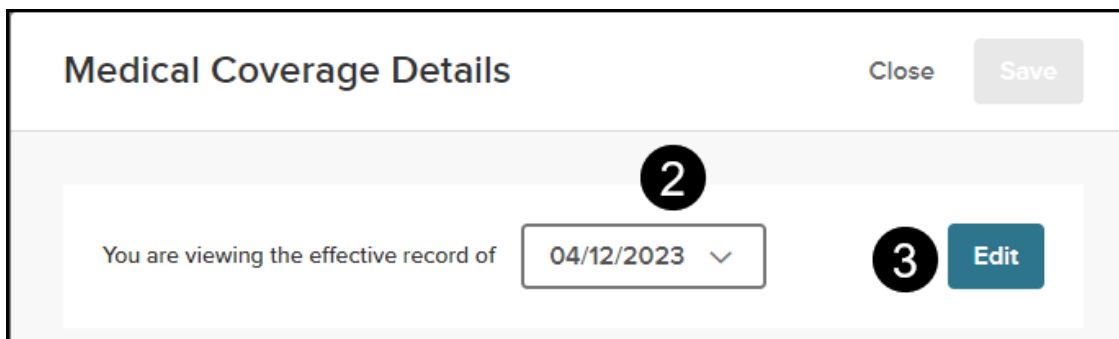 Medical Coverage Details Close Save
2
You are viewing the effective record of 04/12/2023 3 Edit